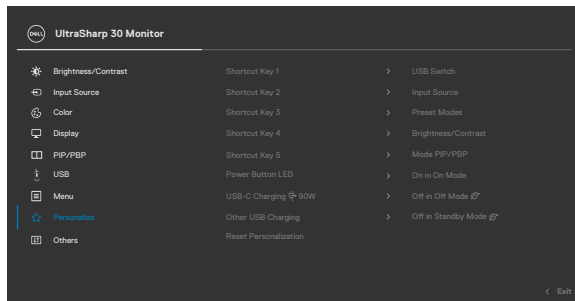 DELL UltraSharp 30 Monitor
Brightness/Contrast Shortcut Key 1 > USB Switch
Input Source Shortcut Key 2 > Input Source
Color Shortcut Key 3 > Preset Modes
Display Shortcut Key 4 > Brightness/Contrast
PIP/PBP Shortcut Key 5 > Mode PIP/PBP
USB Power Button LED > On in On Mode
Menu USB-C Charging 90W > Off in Off Mode
Personalize Other USB Charging > Off in Standby Mode
Others Reset Personalization
< Exit